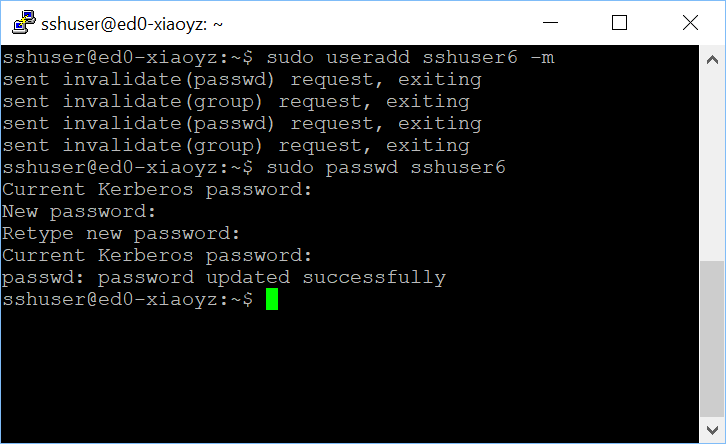 sshuser@ed0-xiaoyz: ~
sshuser@ed0-xiaoyz:~$ sudo useradd sshuser6 -m
sent invalidate(passwd) request, exiting
sent invalidate(group) request, exiting
sent invalidate(passwd) request, exiting
sent invalidate(group) request, exiting
sshuser@ed0-xiaoyz:~$ sudo passwd sshuser6
Current Kerberos password:
New password:
Retype new password:
Current Kerberos password:
passwd: password updated successfully
sshuser@ed0-xiaoyz:~$